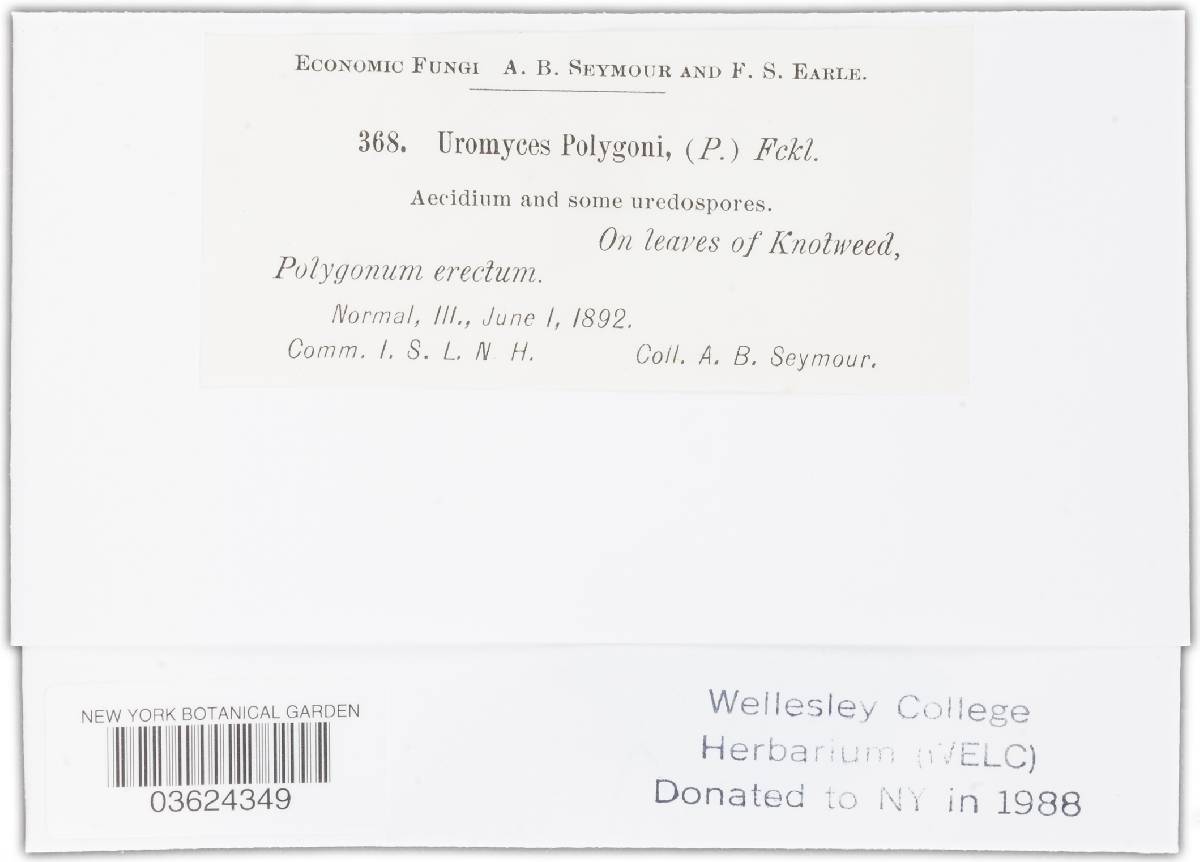 ECONOMIC FUNGI A. B. SEYMOUR AND F. S. EARLE.
368. Uromyces Polygoni, (P.) Fckl.
Aecidium and some uredospores.
On leaves of Knotweed,
Polygonum erectum.
Normal, Ill., June 1, 1892.
Comm. I. S. L. N H. Coll. A. B. Seymour.
NEW YORK BOTANICAL GARDEN
03624349
Wellesley College
Herbarium (WELC)
Donated to NY in 1988